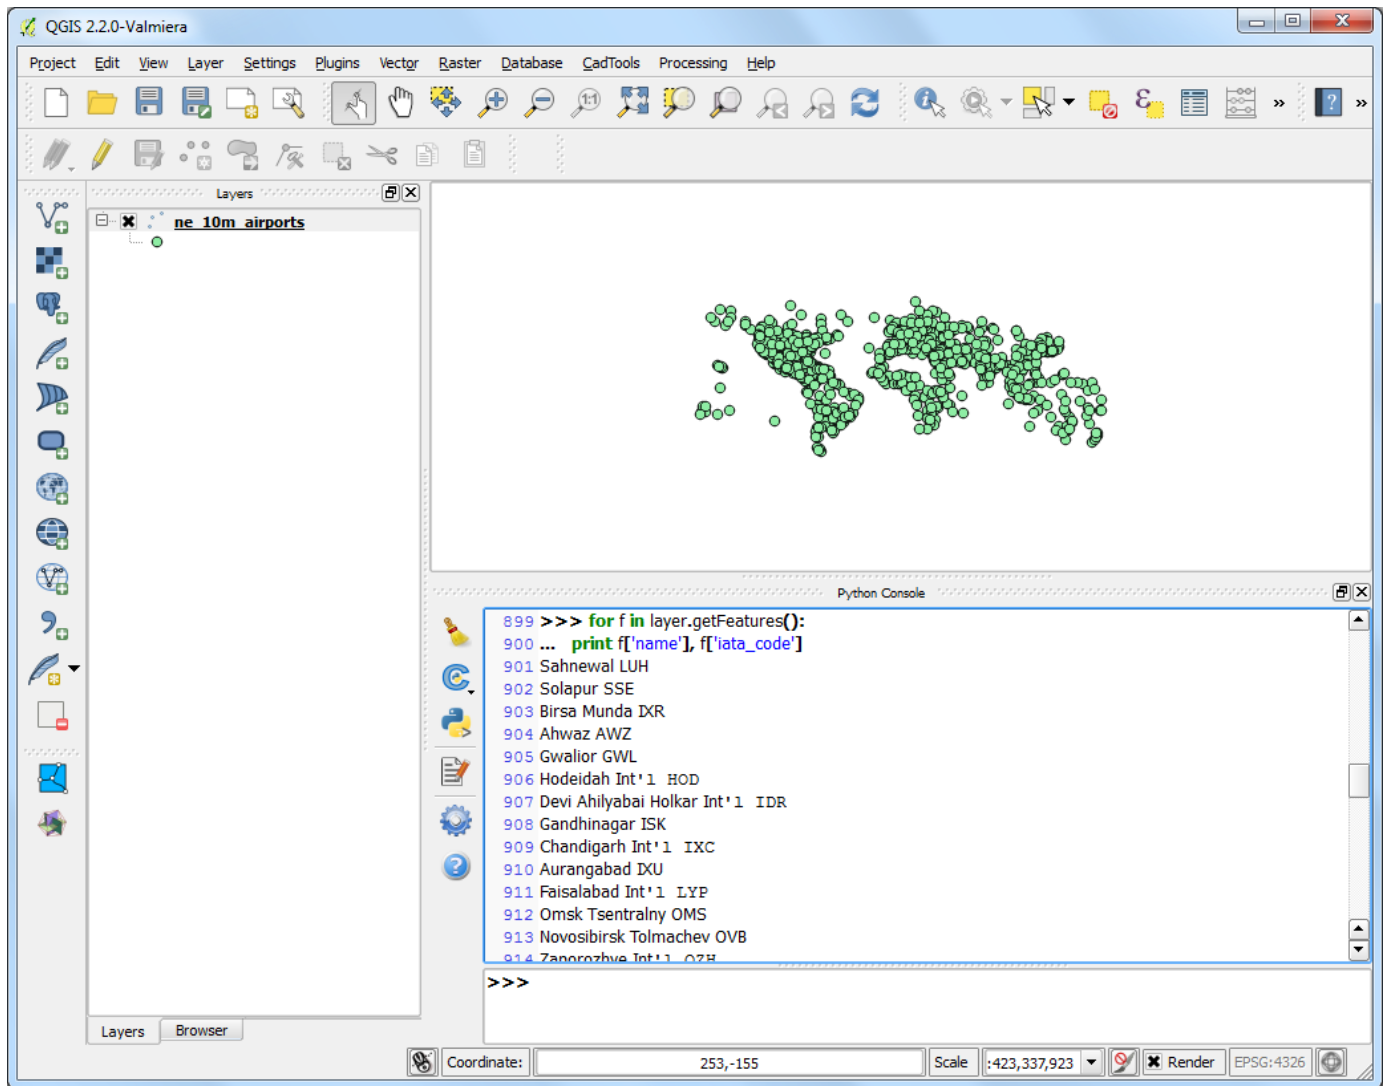 QGIS 2.2.0-Valmiera
Project Edit View Layer Settings Plugins Vector Raster Database CadTools Processing Help
Layers
ne_10m_airports
Python Console
899 >>> for f in layer.getFeatures():
900 ... print f['name'], f['iata_code']
901 Sahnewal LUH
902 Solapur SSE
903 Birsa Munda IXR
904 Ahwaz AWZ
905 Gwalior GWL
906 Hodeidah Int'l HOD
907 Devi Ahilyabai Holkar Int'l IDR
908 Gandhinagar ISK
909 Chandigarh Int'l IXC
910 Aurangabad IXU
911 Faisalabad Int'l LYP
912 Omsk Tsentralny OMS
913 Novosibirsk Tolmachev OVB
914 Zaporozhye Int'l OZH
>>>
Layers Browser
Coordinate: 253,-155 Scale :423,337,923 Render EPSG:4326